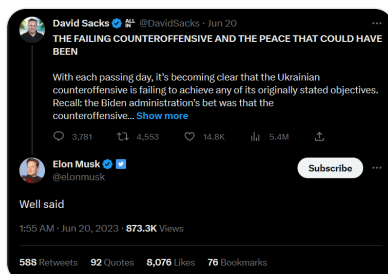 David Sacks @DavidSacks · Jun 20
THE FAILING COUNTEROFFENSIVE AND THE PEACE THAT COULD HAVE
BEEN
With each passing day, it's becoming clear that the Ukrainian
counteroffensive is failing to achieve any of its originally stated objectives.
Recall: the Biden administration's bet was that the
counteroffensive... Show more
3,781 4,553 14.8K 5.4M
Elon Musk
@elonmusk
Subscribe
Well said
1:55 AM · Jun 20, 2023 · 873.3K Views
588 Retweets 92 Quotes 8,076 Likes 76 Bookmarks